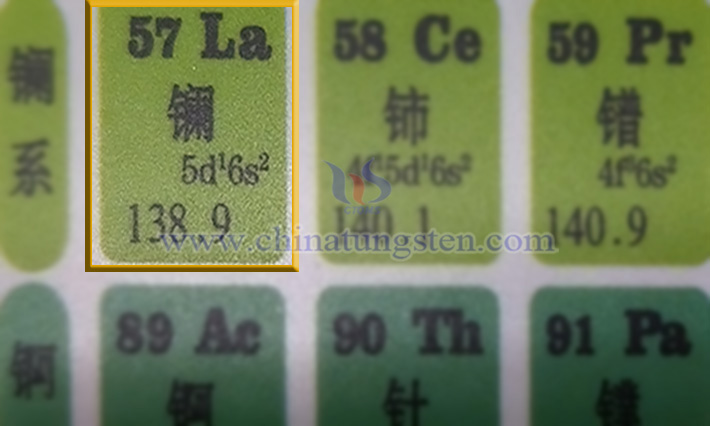 镧系
57 La
镧
5d¹6s²
138.9
58 Ce
铈
4f¹5d¹6s²
140.1
59 Pr
镨
4f³6s²
140.9
www.chinatungsten.com
锕
89 Ac
锕
90 Th
钍
91 Pa